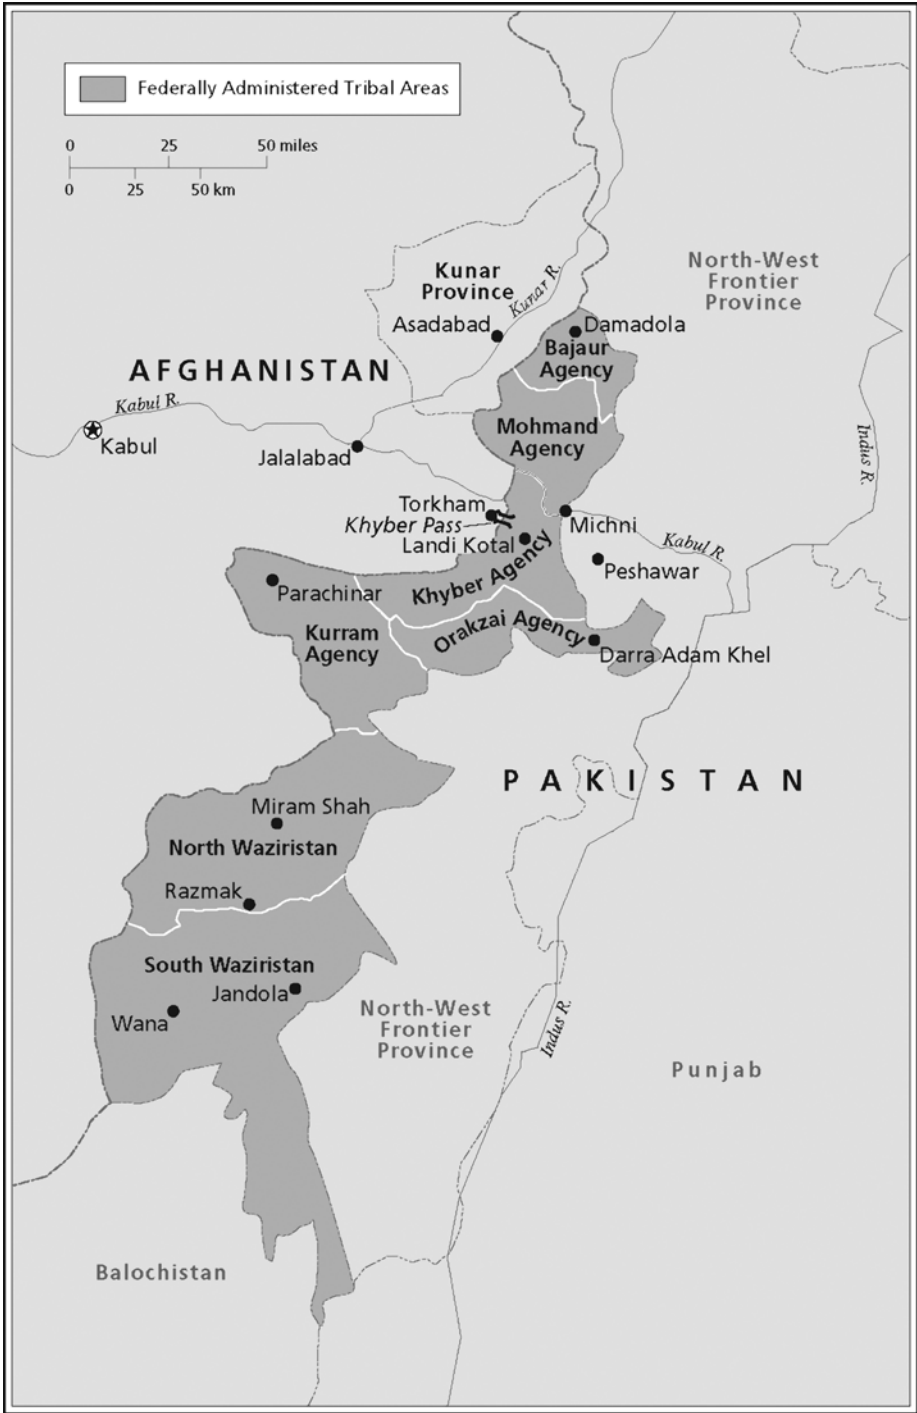 Federally Administered Tribal Areas
0 25 50 miles
0 25 50 km
North-West
Frontier
Province
Kunar
Province
Kunar R.
Asadabad
Damadola
Bajaur
Agency
AFGHANISTAN
Kabul R.
Kabul
Mohmand
Agency
Jalalabad
Indus R.
Torkham
Khyber Pass
Michni
Landi Kotal
Kabul R.
Peshawar
Khyber Agency
Parachinar
Orakzai Agency
Kurram
Agency
Darra Adam Khel
PAKISTAN
Miram Shah
North Waziristan
Razmak
South Waziristan
Jandola
Wana
North-West
Frontier
Province
Indus R.
Punjab
Balochistan